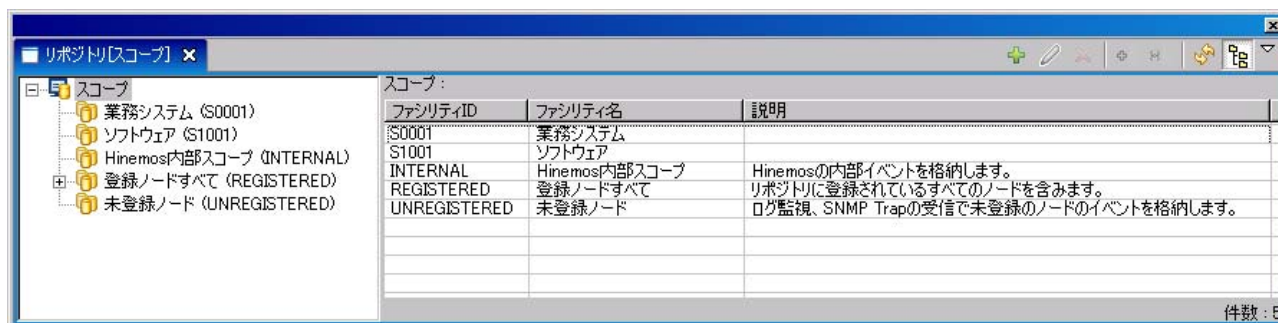 リポジトリ[スコープ]
スコープ
業務システム (S0001)
ソフトウェア (S1001)
Hinemos内部スコープ (INTERNAL)
登録ノードすべて (REGISTERED)
未登録ノード (UNREGISTERED)
スコープ :
ファシリティID ファシリティ名 説明
S0001 業務システム
S1001 ソフトウェア
INTERNAL Hinemos内部スコープ Hinemosの内部イベントを格納します。
REGISTERED 登録ノードすべて リポジトリに登録されているすべてのノードを含みます。
UNREGISTERED 未登録ノード ログ監視、SNMP Trapの受信で未登録のノードのイベントを格納します。
件数 : 5